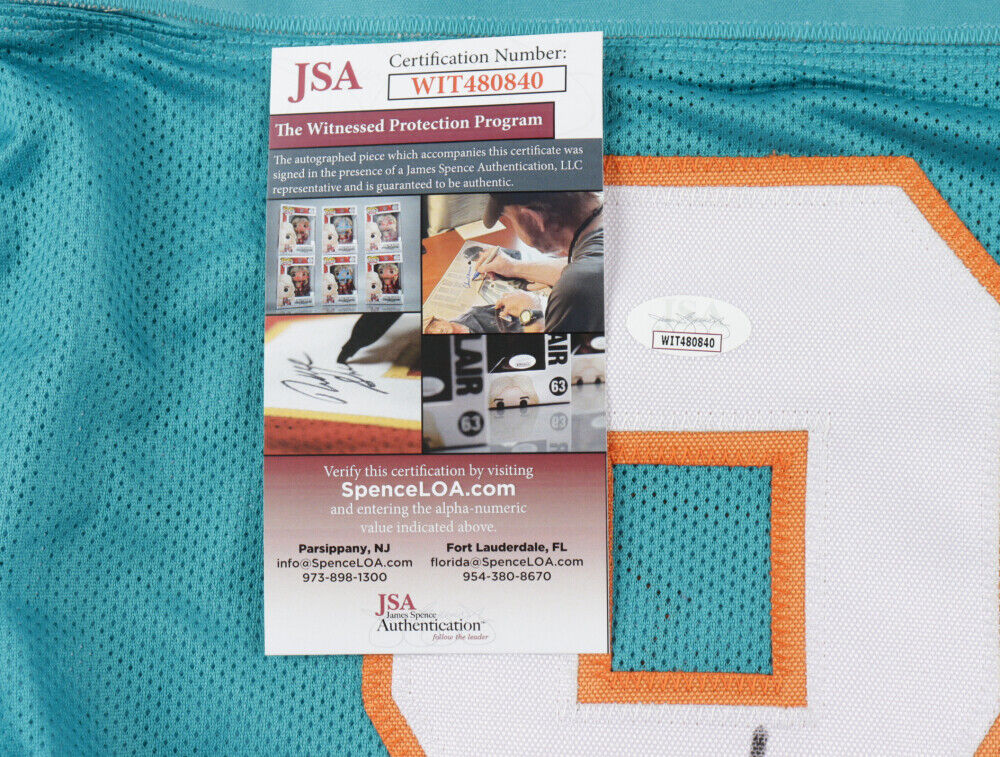 JSA
Certification Number:
WIT480840
The Witnessed Protection Program
The autographed piece which accompanies this certificate was
signed in the presence of a James Spence Authentication, LLC
representative and is guaranteed to be authentic.
LAIR
63
63
Verify this certification by visiting
SpenceLOA.com
and entering the alpha-numeric
value indicated above.
Parsippany, NJ
info@SpenceLOA.com
973-898-1300
Fort Lauderdale, FL
florida@SpenceLOA.com
954-380-8670
JSA
James Spence
Authentication
follow the leader
WIT480840